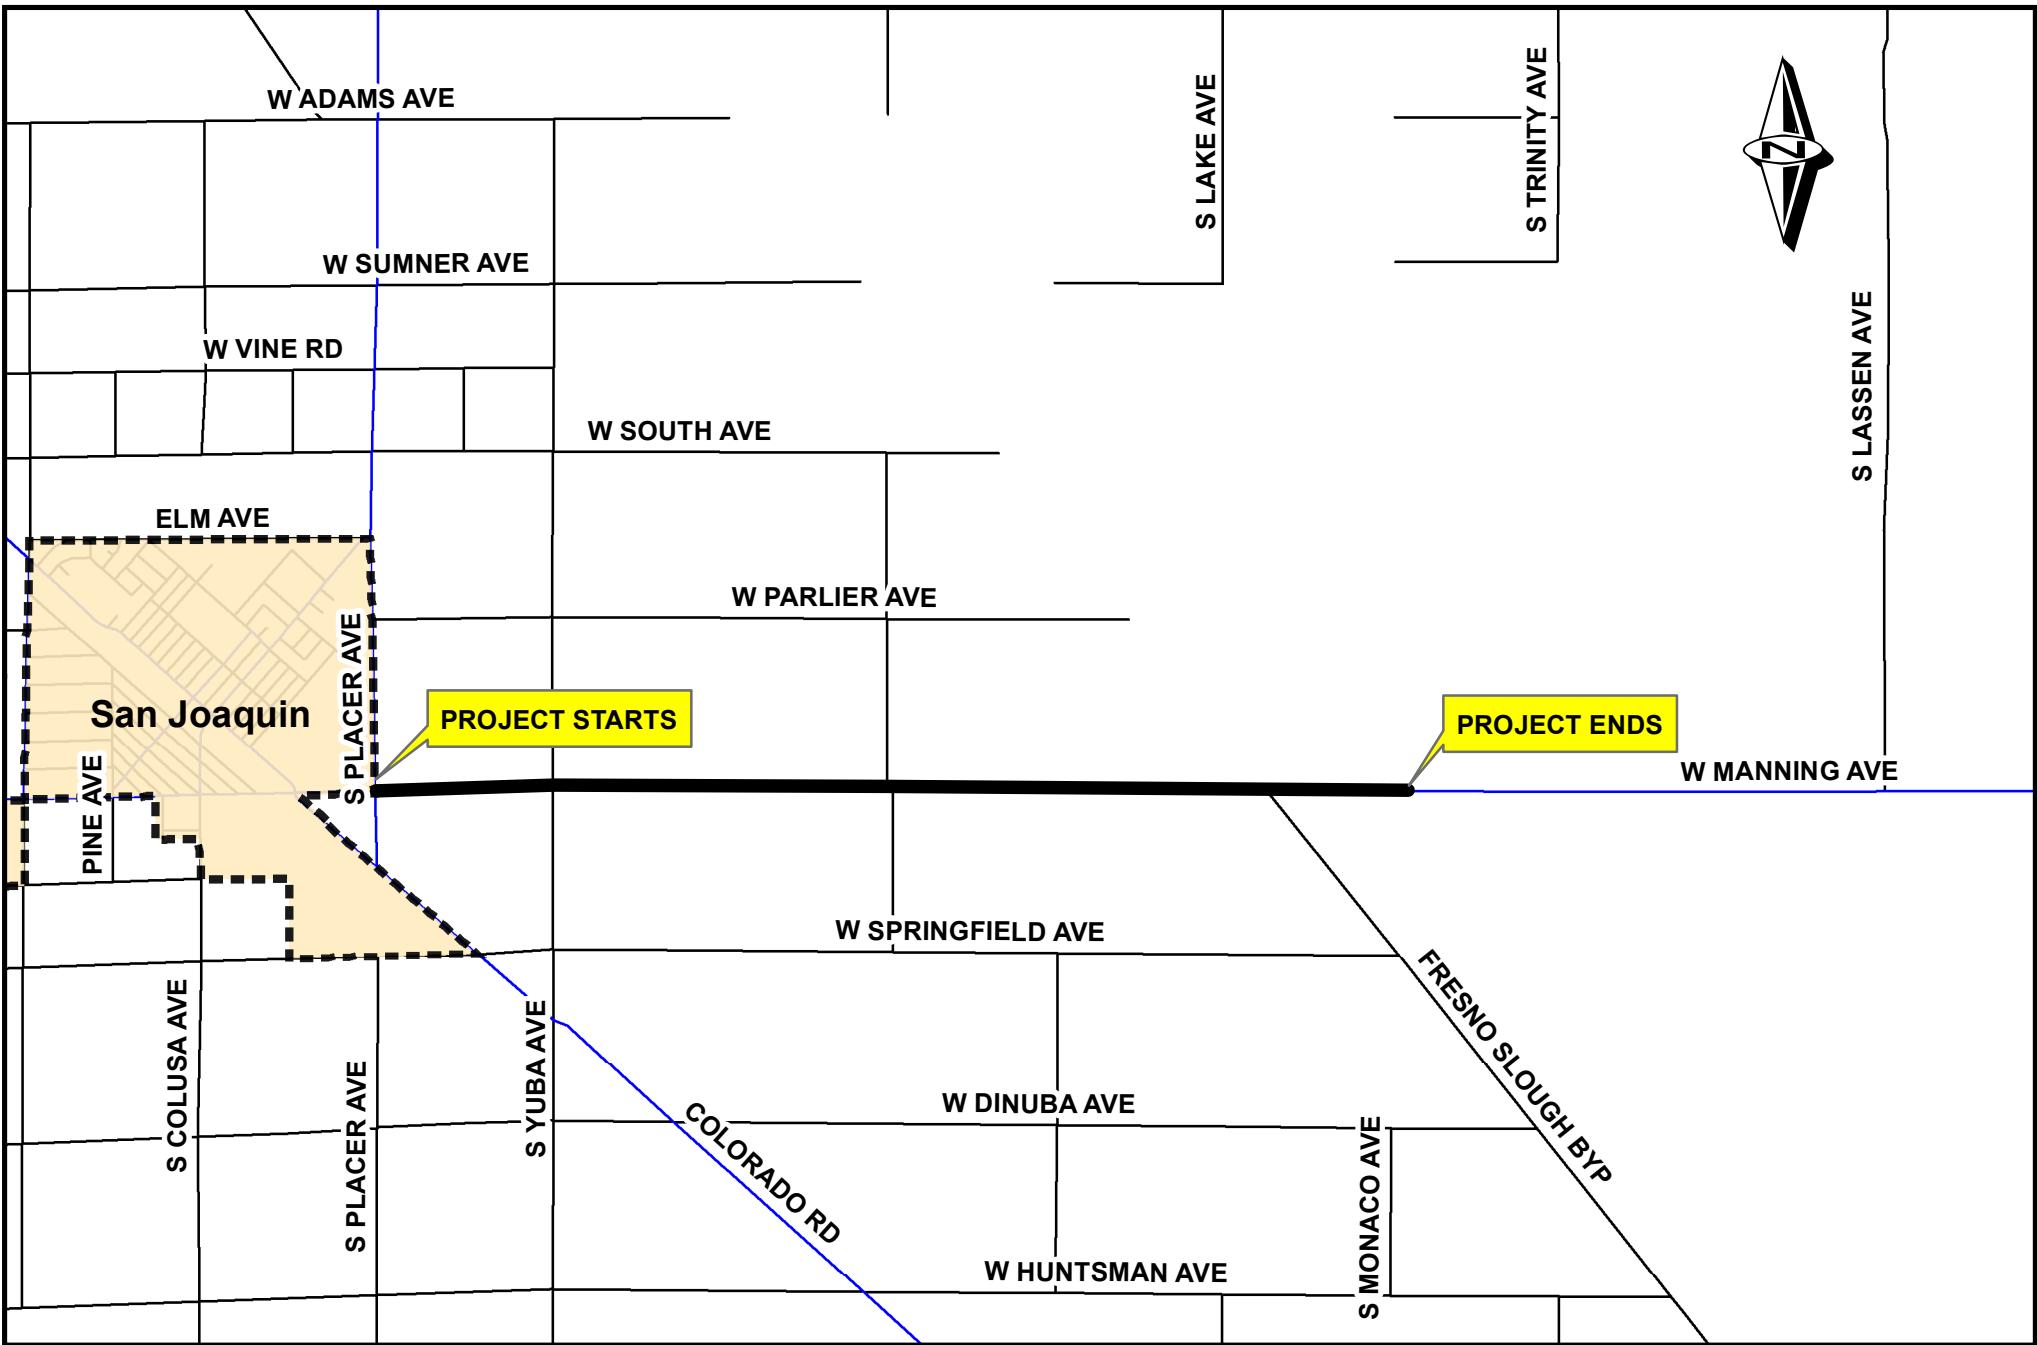 W ADAMS AVE
S LAKE AVE
S TRINITY AVE
N
W SUMNER AVE
W VINE RD
S LASSEN AVE
W SOUTH AVE
ELM AVE
W PARLIER AVE
S PLACER AVE
San Joaquin
PROJECT STARTS
PROJECT ENDS
W MANNING AVE
PINE AVE
W SPRINGFIELD AVE
FRESNO SLOUGH BYP
S COLUSA AVE
S YUBA AVE
S PLACER AVE
W DINUBA AVE
COLORADO RD
S MONACO AVE
W HUNTSMAN AVE